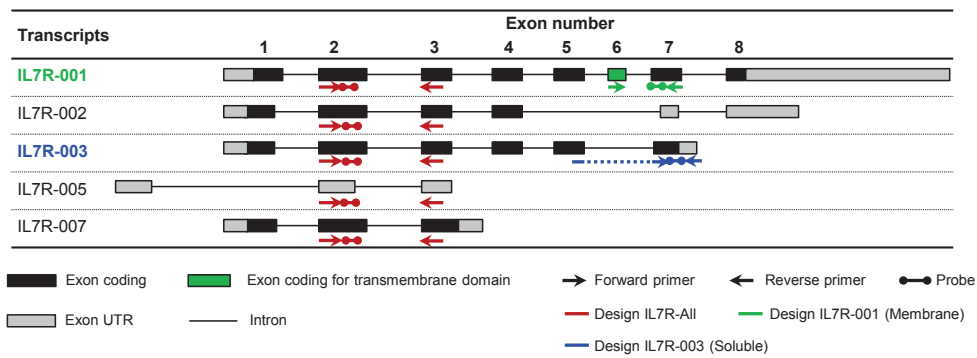 Exon number
Transcripts
1 2 3 4 5 6 7 8
IL7R-001
IL7R-002
IL7R-003
IL7R-005
IL7R-007
Exon coding Exon coding for transmembrane domain Forward primer Reverse primer Probe
Exon UTR Intron Design IL7R-All Design IL7R-001 (Membrane)
Design IL7R-003 (Soluble)